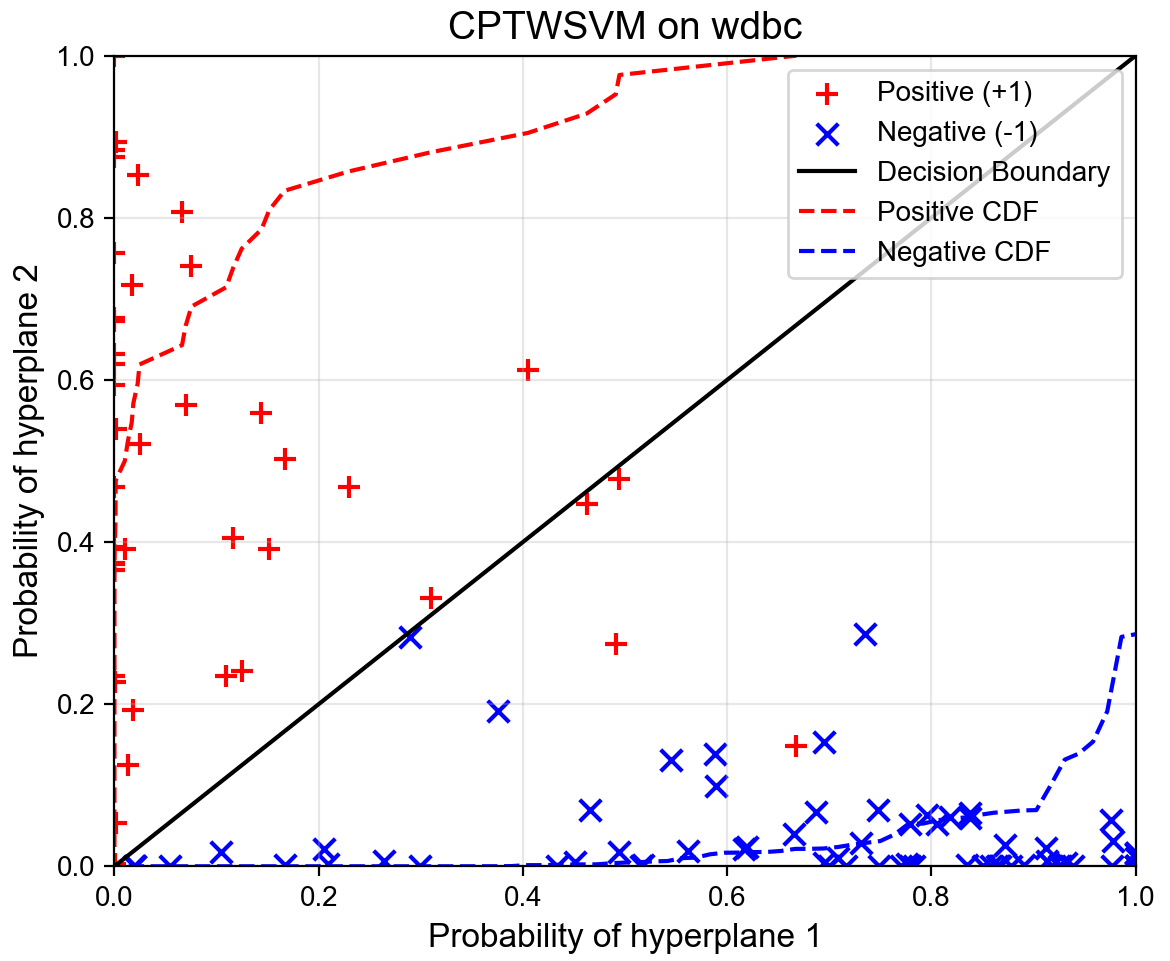 CPTWSVM on wdbc
Positive (+1)
Negative (-1)
Decision Boundary
Positive CDF
Negative CDF
Probability of hyperplane 2
1.0
0.8
0.6
0.4
0.2
0.0
0.0 0.2 0.4 0.6 0.8 1.0
Probability of hyperplane 1